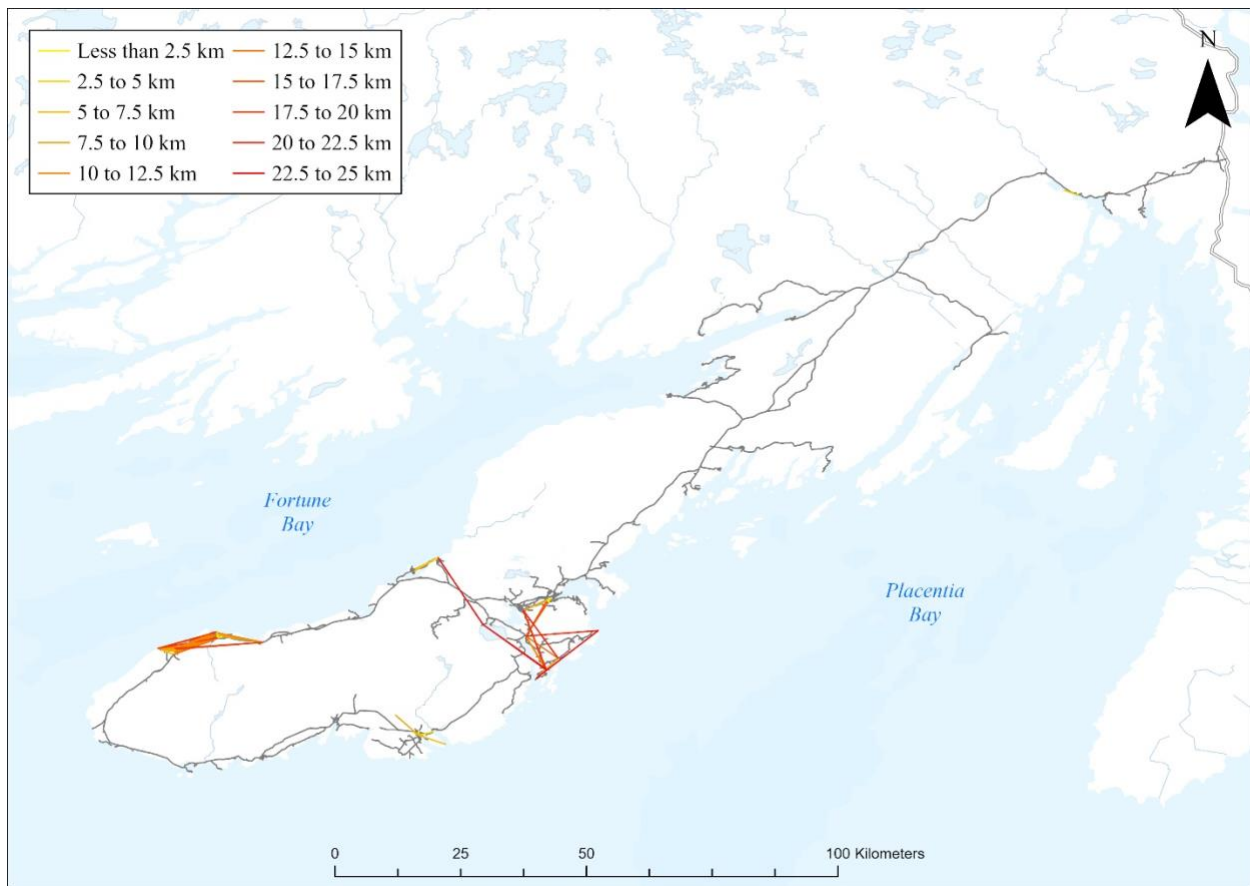 Less than 2.5 km
2.5 to 5 km
5 to 7.5 km
7.5 to 10 km
10 to 12.5 km
12.5 to 15 km
15 to 17.5 km
17.5 to 20 km
20 to 22.5 km
22.5 to 25 km
N
Fortune
Bay
Placentia
Bay
0 25 50 100 Kilometers